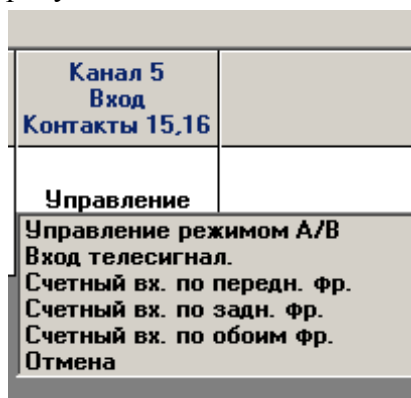 Канал 5
Вход
Контакты 15,16
Управление
Управление режимом А/В
Вход телесигнал.
Счетный вх. по передн. фр.
Счетный вх. по задн. фр.
Счетный вх. по обоим фр.
Отмена